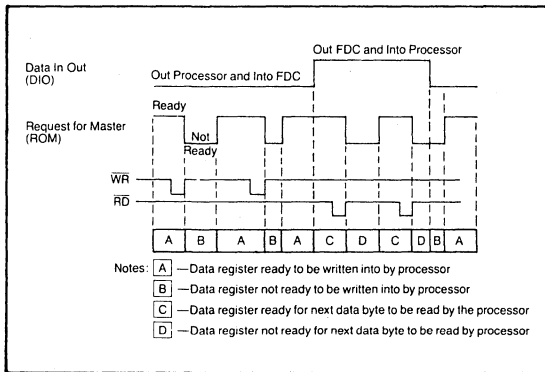 Out FDC and Into Processor
Data In Out
(DIO)
Out Processor and Into FDC
Ready
Request for Master
(ROM)
Not
Ready
WR
RD
A B A B A C D C D B A
Notes: A —Data register ready to be written into by processor
B —Data register not ready to be written into by processor
C —Data register ready for next data byte to be read by the processor
D —Data register not ready for next data byte to be read by processor